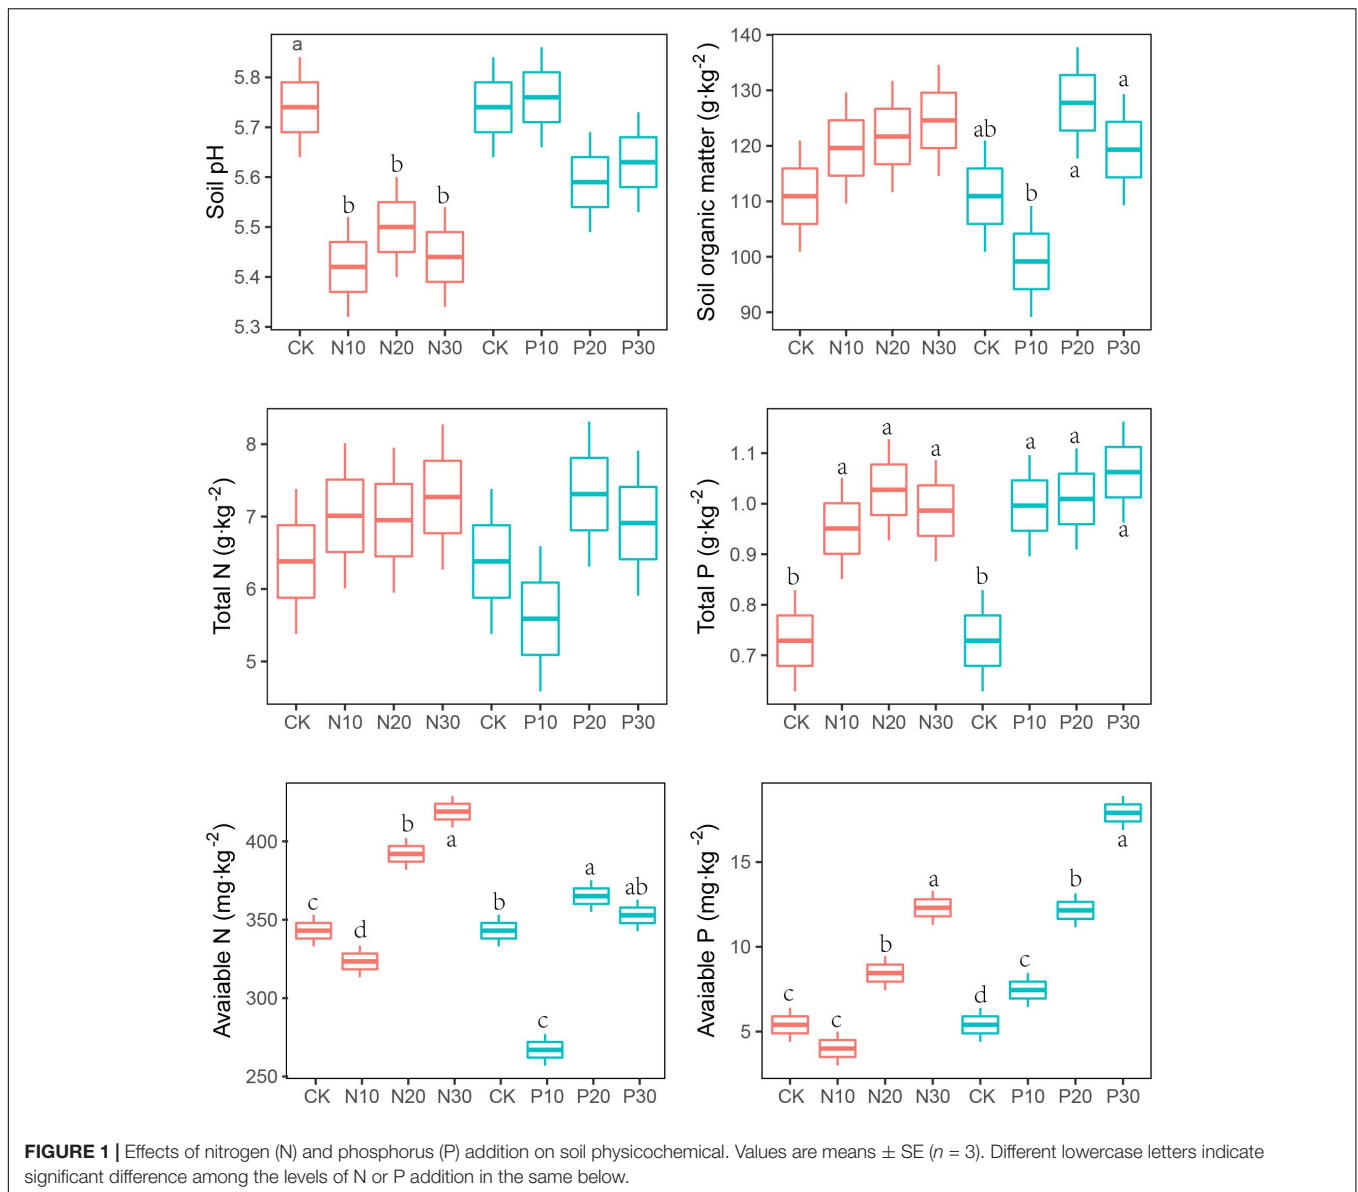 a
5.8
5.7
5.6
5.5
5.4
5.3
Soil pH
b
b
b
CK N10 N20 N30 CK P10 P20 P30
140
130
120
110
100
90
Soil organic matter (g·kg⁻²)
ab
b
a
a
CK N10 N20 N30 CK P10 P20 P30
8
7
6
5
Total N (g·kg⁻²)
CK N10 N20 N30 CK P10 P20 P30
1.1
1.0
0.9
0.8
0.7
Total P (g·kg⁻²)
b
a
a
a
b
a
a
a
CK N10 N20 N30 CK P10 P20 P30
400
350
300
250
Avaiable N (mg·kg⁻²)
c
d
b
a
b
c
a
ab
CK N10 N20 N30 CK P10 P20 P30
15
10
5
Avaiable P (mg·kg⁻²)
c
c
b
a
d
c
b
a
CK N10 N20 N30 CK P10 P20 P30
FIGURE 1 | Effects of nitrogen (N) and phosphorus (P) addition on soil physicochemical. Values are means ± SE (n = 3). Different lowercase letters indicate
significant difference among the levels of N or P addition in the same below.